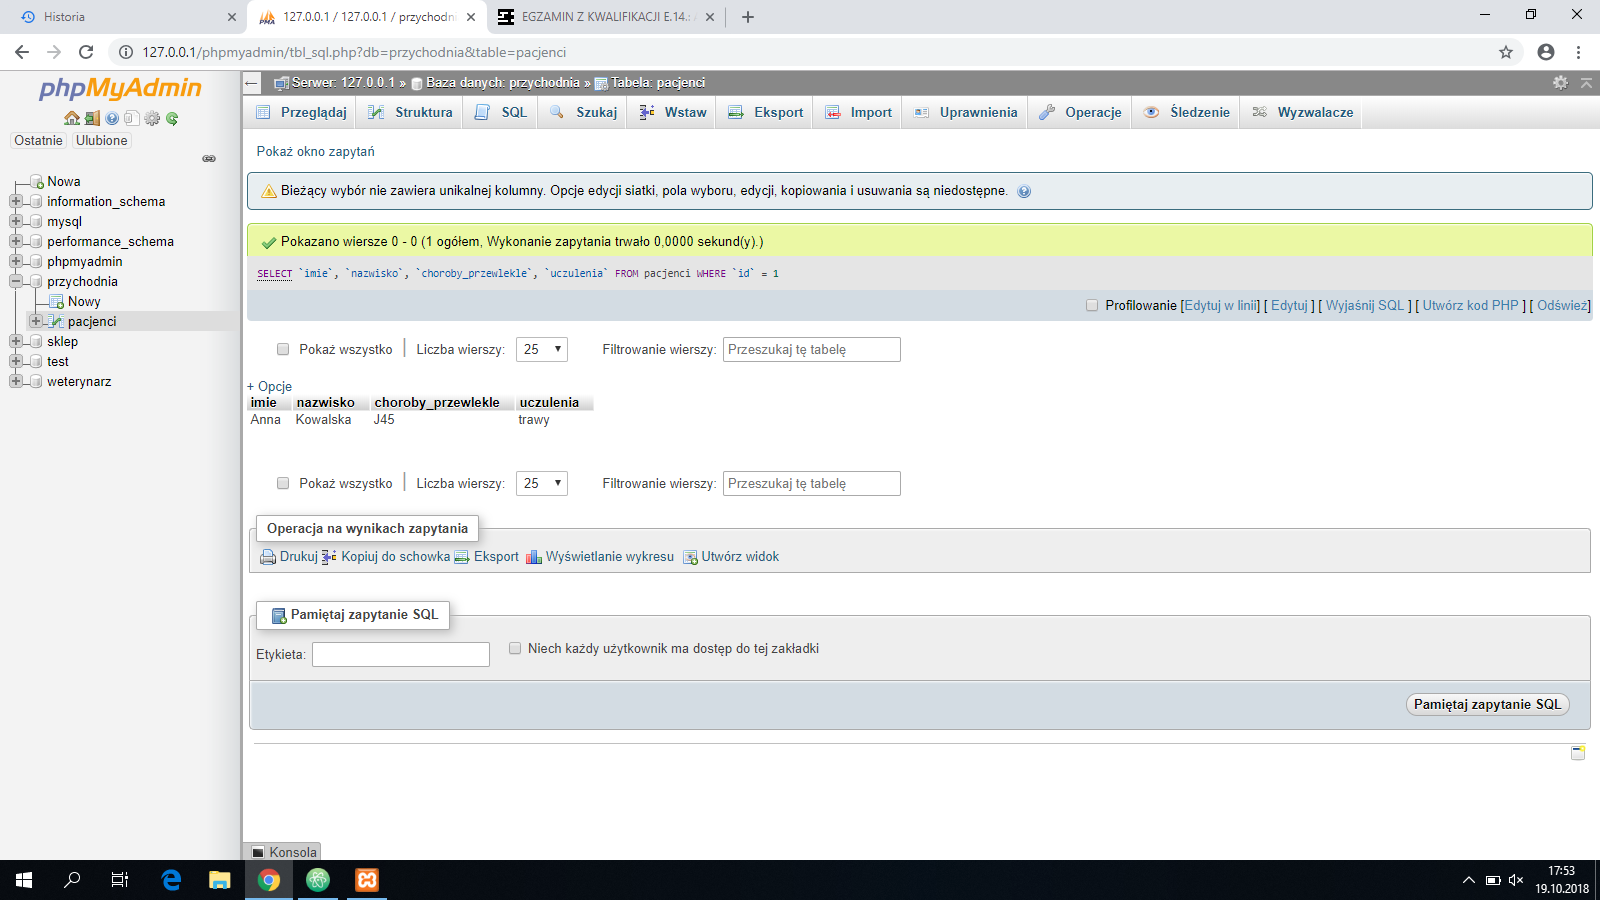 Historia
127.0.0.1 / 127.0.0.1 / przychodni
EGZAMIN Z KWALIFIKACJI E.14.:
127.0.0.1/phpmyadmin/tbl_sql.php?db=przychodnia&table=pacjenci
phpMyAdmin
Ostatnie Ulubione
Nowa
information_schema
mysql
performance_schema
phpmyadmin
przychodnia
Nowy
pacjenci
sklep
test
weterynarz
Serwer: 127.0.0.1 » Baza danych: przychodnia » Tabela: pacjenci
Przeglądaj Struktura SQL Szukaj Wstaw Eksport Import Uprawnienia Operacje Śledzenie Wyzwalacze
Pokaż okno zapytań
Bieżący wybór nie zawiera unikalnej kolumny. Opcje edycji siatki, pola wyboru, edycji, kopiowania i usuwania są niedostępne.
Pokazano wiersze 0 - 0 (1 ogółem, Wykonanie zapytania trwało 0,0000 sekund(y).)
SELECT `imie`, `nazwisko`, `choroby_przewlekle`, `uczulenia` FROM pacjenci WHERE `id` = 1
Profilowanie [Edytuj w linii] [ Edytuj ] [ Wyjaśnij SQL ] [ Utwórz kod PHP ] [ Odśwież]
Pokaż wszystko Liczba wierszy: 25 Filtrowanie wierszy: Przeszukaj tę tabelę
+ Opcje
imie nazwisko choroby_przewlekle uczulenia
Anna Kowalska J45 trawy
Pokaż wszystko Liczba wierszy: 25 Filtrowanie wierszy: Przeszukaj tę tabelę
Operacja na wynikach zapytania
Drukuj Kopiuj do schowka Eksport Wyświetlanie wykresu Utwórz widok
Pamiętaj zapytanie SQL
Etykieta: Niech każdy użytkownik ma dostęp do tej zakładki
Pamiętaj zapytanie SQL
Konsola
17:53
19.10.2018